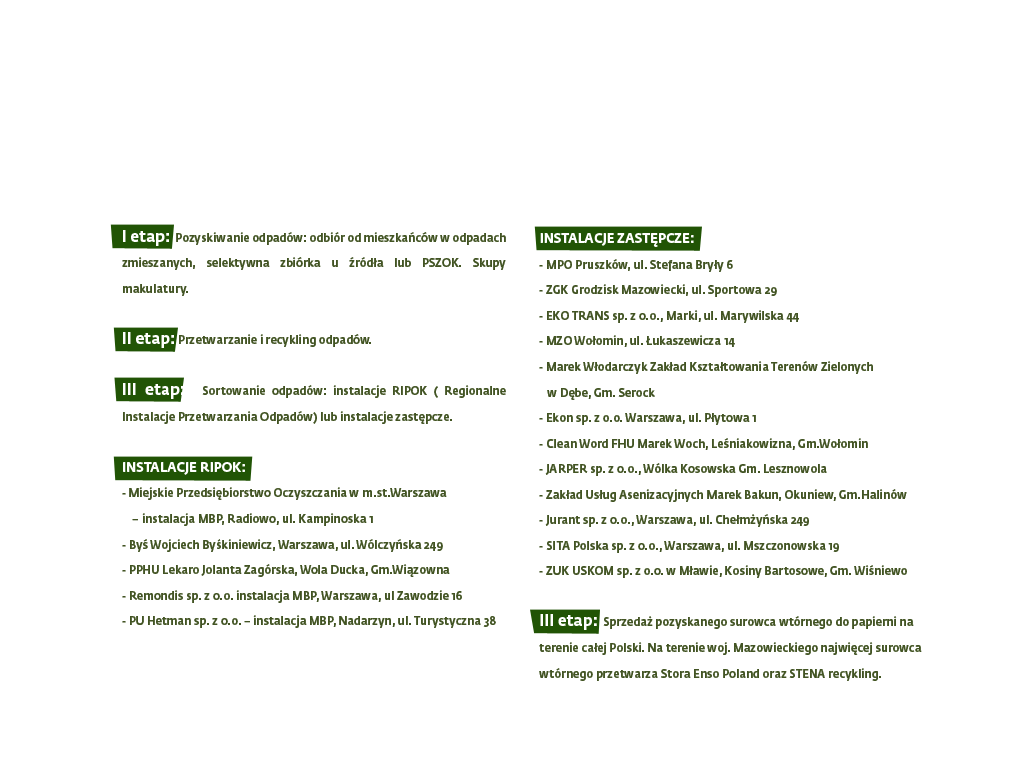 I etap: Pozyskiwanie odpadów: odbiór od mieszkańców w odpadach
zmieszanych, selektywna zbiórka u źródła lub PSZOK. Skupy
makulatury.
II etap: Przetwarzanie i recykling odpadów.
III etap: Sortowanie odpadów: instalacje RIPOK ( Regionalne
Instalacje Przetwarzania Odpadów) lub instalacje zastępcze.
INSTALACJE RIPOK:
- Miejskie Przedsiębiorstwo Oczyszczania w m.st.Warszawa
– instalacja MBP, Radiowo, ul. Kampinoska 1
- Byś Wojciech Byśkiniewicz, Warszawa, ul. Wólczyńska 249
- PPHU Lekaro Jolanta Zagórska, Wola Ducka, Gm.Wiązowna
- Remondis sp. z o.o. instalacja MBP, Warszawa, ul Zawodzie 16
- PU Hetman sp. z o.o. – instalacja MBP, Nadarzyn, ul. Turystyczna 38
INSTALACJE ZASTĘPCZE:
- MPO Pruszków, ul. Stefana Bryły 6
- ZGK Grodzisk Mazowiecki, ul. Sportowa 29
- EKO TRANS sp. z o.o., Marki, ul. Marywilska 44
- MZO Wołomin, ul. Łukaszewicza 14
- Marek Włodarczyk Zakład Kształtowania Terenów Zielonych
w Dębe, Gm. Serock
- Ekon sp. z o.o. Warszawa, ul. Płytowa 1
- Clean Word FHU Marek Woch, Leśniakowizna, Gm.Wołomin
- JARPER sp. z o.o., Wólka Kosowska Gm. Lesznowola
- Zakład Usług Asenizacyjnych Marek Bakun, Okuniew, Gm.Halinów
- Jurant sp. z o.o., Warszawa, ul. Chełmżyńska 249
- SITA Polska sp. z o.o., Warszawa, ul. Mszczonowska 19
- ZUK USKOM sp. z o.o. w Mławie, Kosiny Bartosowe, Gm. Wiśniewo
III etap: Sprzedaż pozyskanego surowca wtórnego do papierni na
terenie całej Polski. Na terenie woj. Mazowieckiego najwięcej surowca
wtórnego przetwarza Stora Enso Poland oraz STENA recykling.